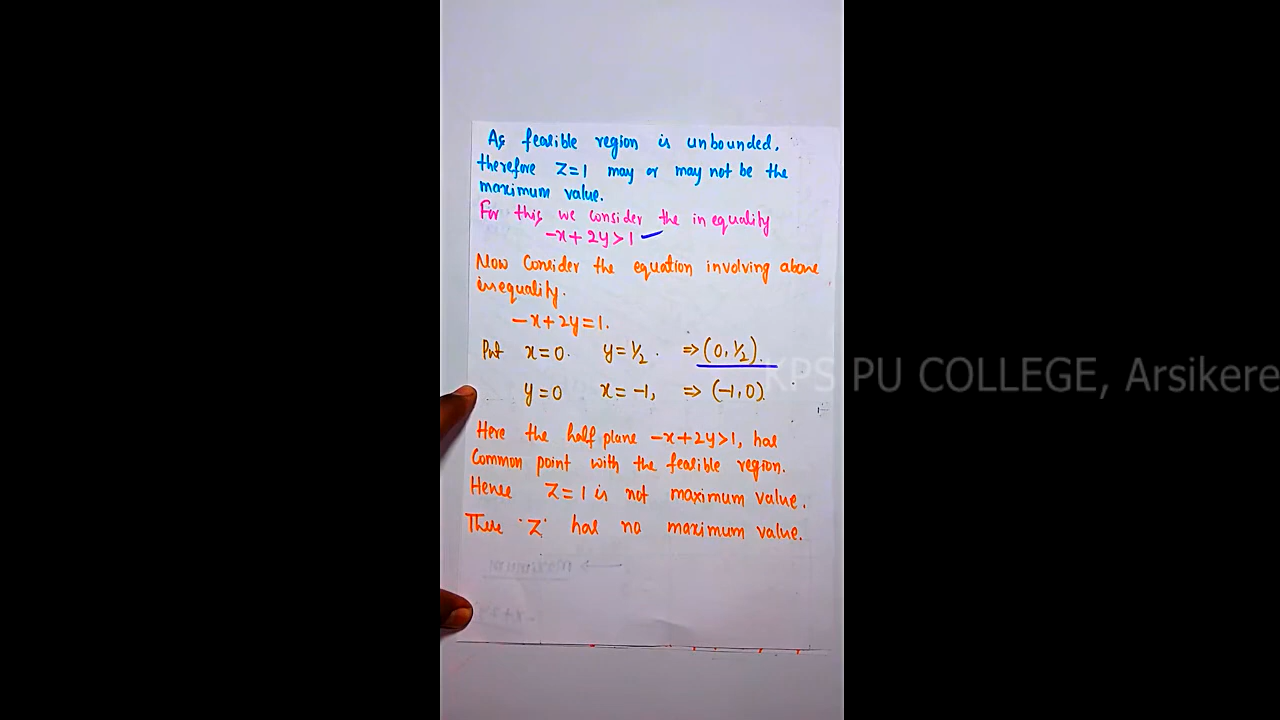 As feasible region is unbounded,
therefore Z=1 may or may not be the
maximum value.
For this, we consider the inequality
-x+2y>1
Now Consider the equation involving above
inequality.
-x+2y=1.
Put x=0. y=1/2. ⇒ (0,1/2).
KPS PU COLLEGE, Arsikere
y=0 x=-1, ⇒ (-1,0).
Here the half plane -x+2y>1, has
Common point with the feasible region.
Hence Z=1 is not maximum value.
'Z' has no maximum value.